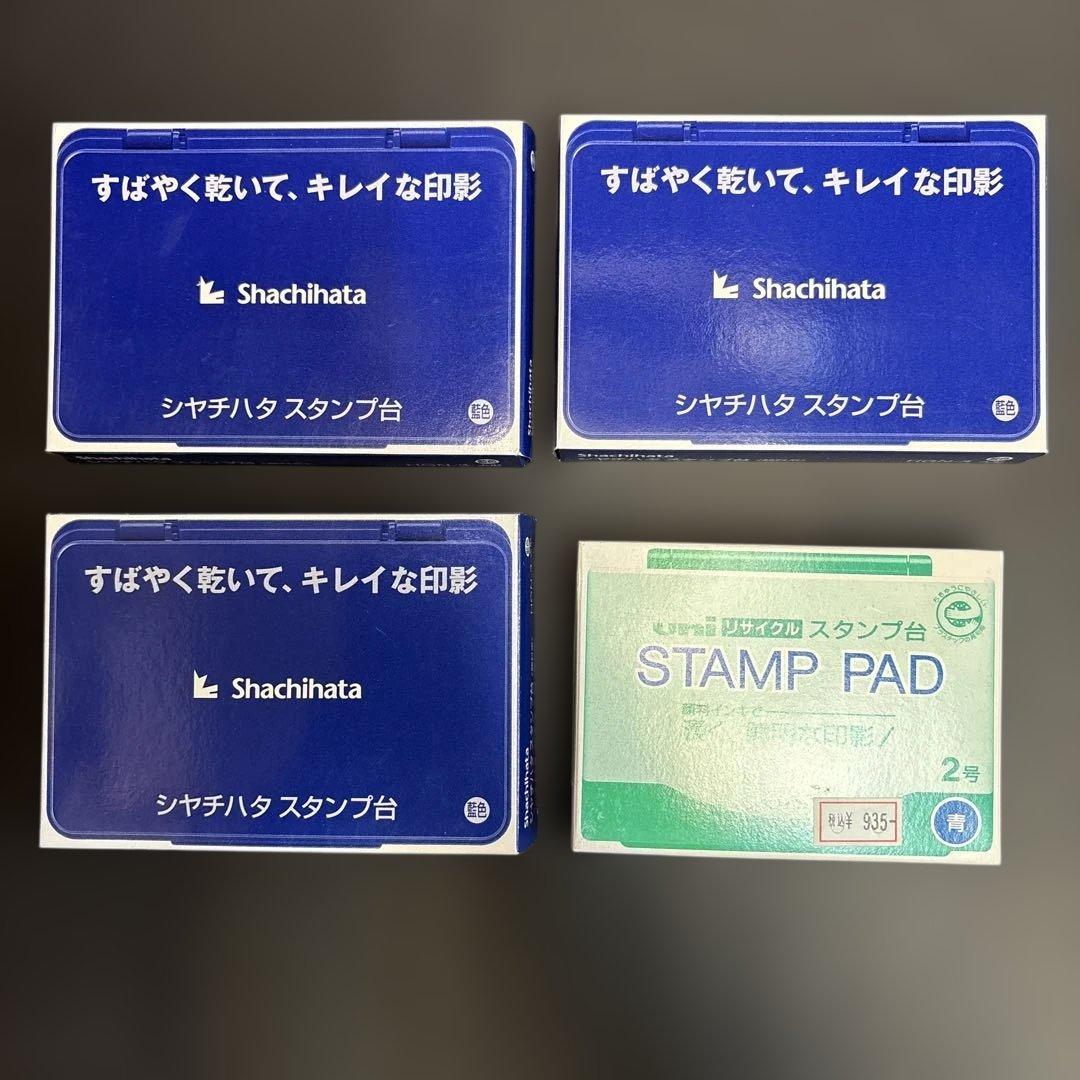 すばやく乾いて、キレイな印影
Shachihata
シヤチハタ スタンプ台
藍色
Shachihata
Shachihata
すばやく乾いて、キレイな印影
Shachihata
シヤチハタ スタンプ台
藍色
Shachihata
すばやく乾いて、キレイな印影
Shachihata
シヤチハタ スタンプ台
藍色
Shachihata
uni リサイクル スタンプ台
STAMP PAD
2号
税込¥ 935-
青